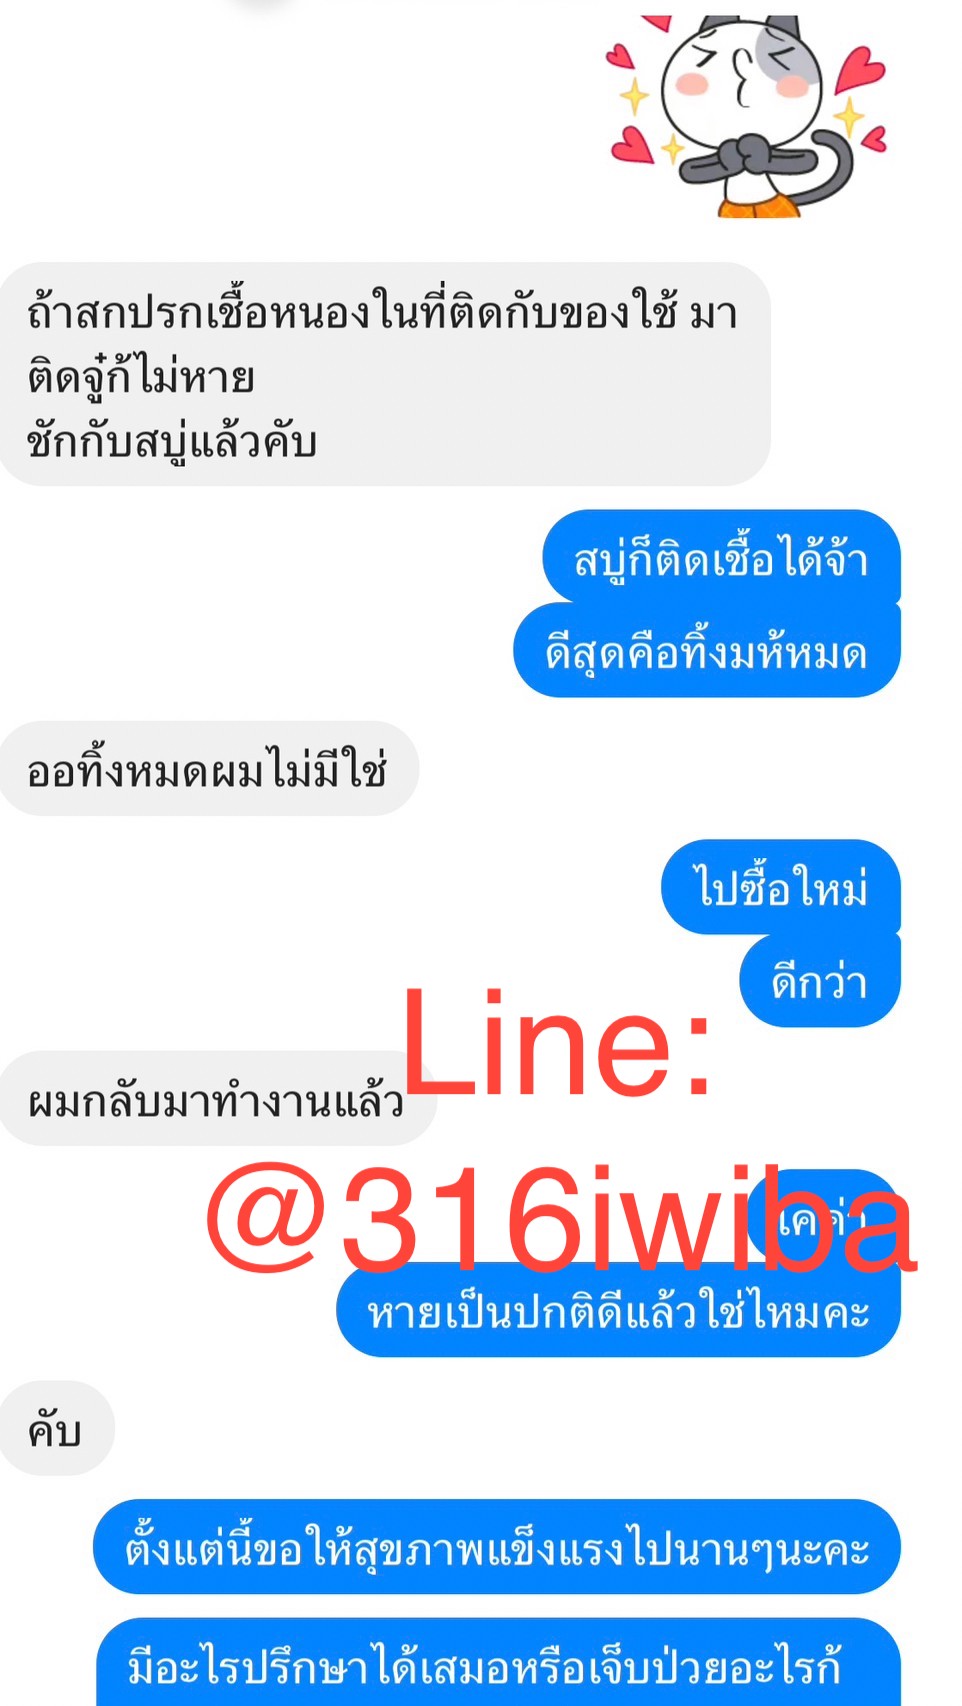 ถ้าสกปรกเชื้อหนองในที่ติดกับของใช้ มา
ติดจู๋ก้ไม่หาย
ชักกับสบู่แล้วคับ
สบู่ก็ติดเชื้อได้จ้า
ดีสุดคือทิ้งมห้หมด
ออทิ้งหมดผมไม่มีใช่
ไปซื้อใหม่
ดีกว่า
Line:
ผมกลับมาทำงานแล้ว
@316iwiba
หายเป็นปกติดีแล้วใช่ไหมคะ
คับ
ตั้งแต่นี้ขอให้สุขภาพแข็งแรงไปนานๆนะคะ
มีอะไรปรึกษาได้เสมอหรือเจ็บป่วยอะไรก้